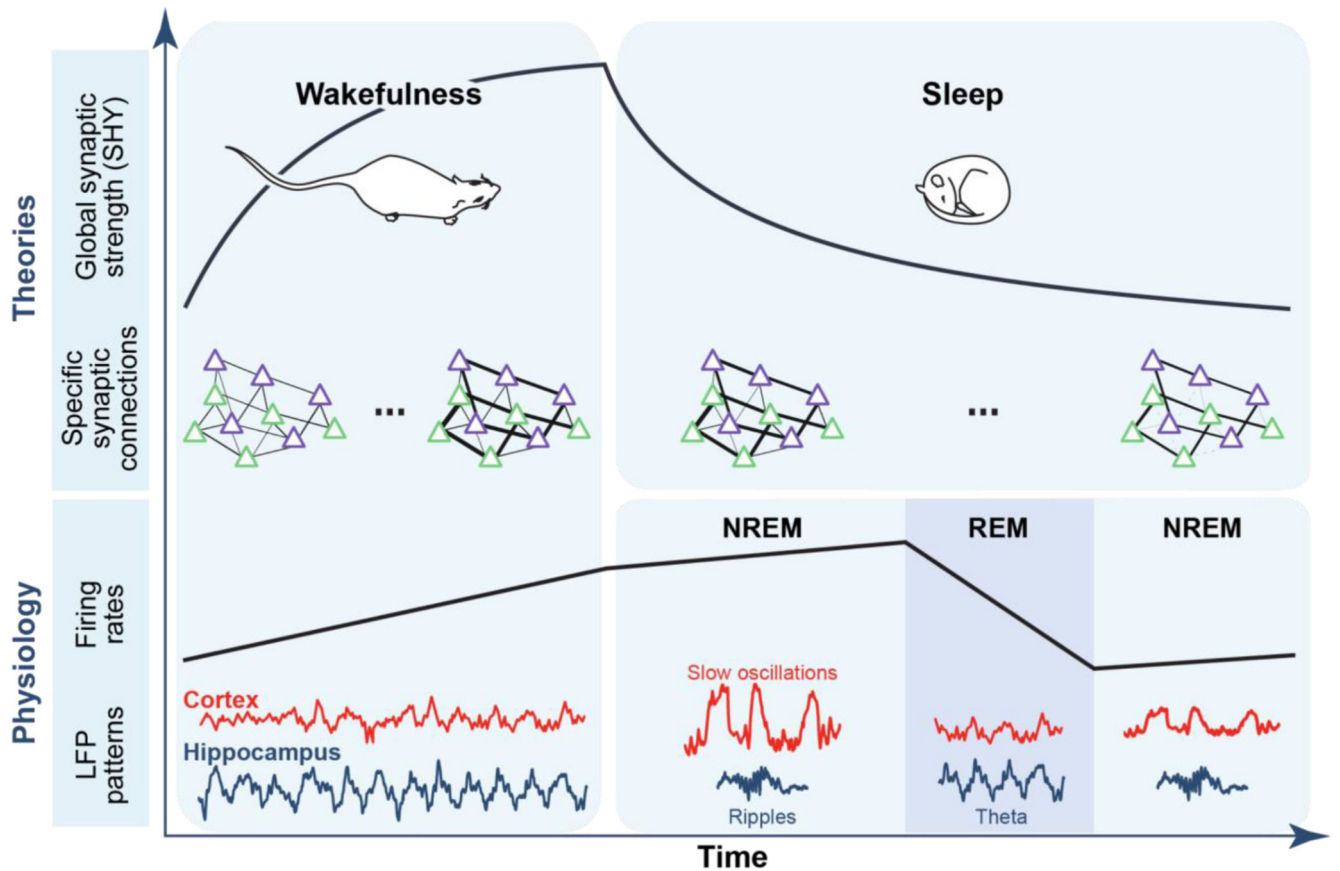 Theories
Global synaptic
strength (SHY)
Wakefulness
Sleep
Specific
synaptic
connections
...
...
Physiology
Firing
rates
NREM
REM
NREM
LFP
patterns
Cortex
Hippocampus
Slow oscillations
Ripples
Theta
Time